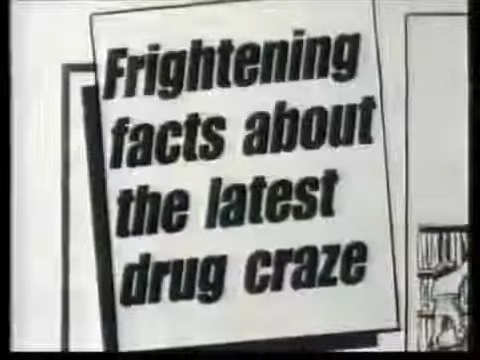 Frightening
facts about
the latest
drug craze